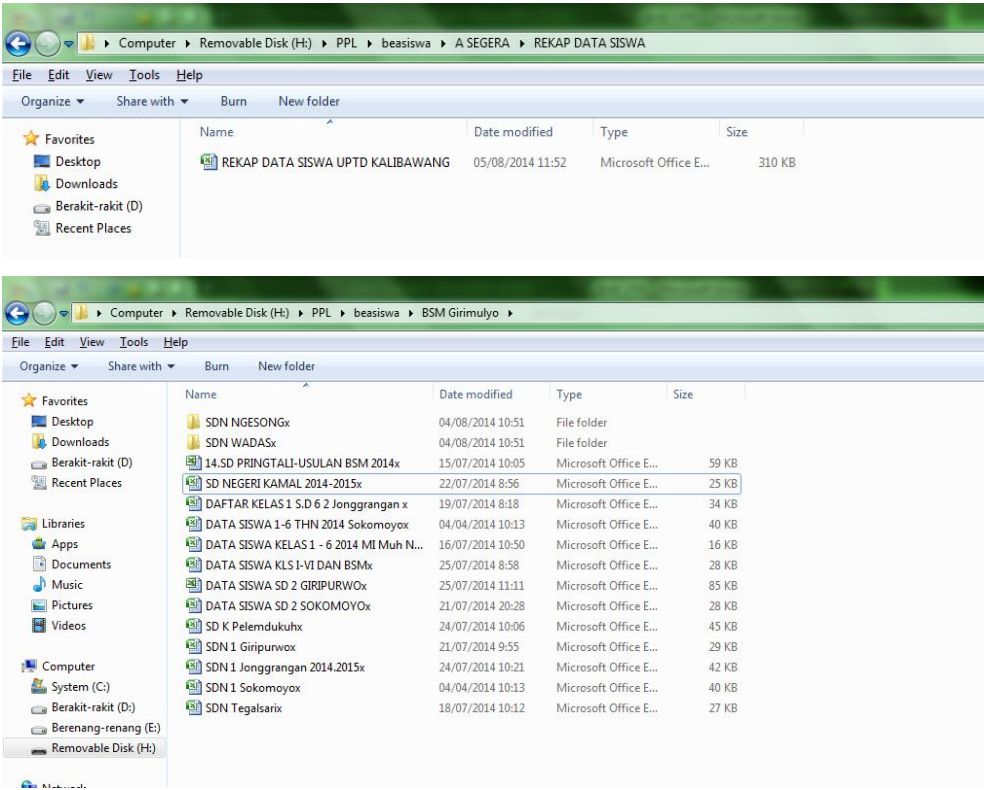 Computer ▸ Removable Disk (H:) ▸ PPL ▸ beasiswa ▸ A SEGERA ▸ REKAP DATA SISWA
File Edit View Tools Help
Organize Share with Burn New folder
Name Date modified Type Size
Favorites
Desktop
Downloads
Berakit-rakit (D)
Recent Places
REKAP DATA SISWA UPTD KALIBAWANG 05/08/2014 11:52 Microsoft Office E... 310 KB
Computer ▸ Removable Disk (H:) ▸ PPL ▸ beasiswa ▸ BSM Girimulyo ▸
File Edit View Tools Help
Organize Share with Burn New folder
Favorites
Desktop
Downloads
Berakit-rakit (D)
Recent Places
Libraries
Apps
Documents
Music
Pictures
Videos
Computer
System (C:)
Berakit-rakit (D:)
Berenang-renang (E:)
Removable Disk (H:)
Network
Name Date modified Type Size
SDN NGESONGx 04/08/2014 10:51 File folder
SDN WADASx 04/08/2014 10:51 File folder
14.SD PRINGTALI-USULAN BSM 2014x 15/07/2014 10:05 Microsoft Office E... 59 KB
SD NEGERI KAMAL 2014-2015x 22/07/2014 8:56 Microsoft Office E... 25 KB
DAFTAR KELAS 1 S.D 6 2 Jonggrangan x 19/07/2014 8:18 Microsoft Office E... 34 KB
DATA SISWA 1-6 THN 2014 Sokomoyox 04/04/2014 10:13 Microsoft Office E... 40 KB
DATA SISWA KELAS 1 - 6 2014 MI Muh N... 16/07/2014 10:50 Microsoft Office E... 16 KB
DATA SISWA KLS I-VI DAN BSMx 25/07/2014 8:58 Microsoft Office E... 28 KB
DATA SISWA SD 2 GIRIPURWOx 25/07/2014 11:11 Microsoft Office E... 85 KB
DATA SISWA SD 2 SOKOMOYOx 21/07/2014 20:28 Microsoft Office E... 28 KB
SD K Pelemdukuhx 24/07/2014 10:06 Microsoft Office E... 45 KB
SDN 1 Giripurwox 21/07/2014 9:55 Microsoft Office E... 29 KB
SDN 1 Jonggrangan 2014.2015x 24/07/2014 10:21 Microsoft Office E... 42 KB
SDN 1 Sokomoyox 04/04/2014 10:13 Microsoft Office E... 40 KB
SDN Tegalsarix 18/07/2014 10:12 Microsoft Office E... 27 KB